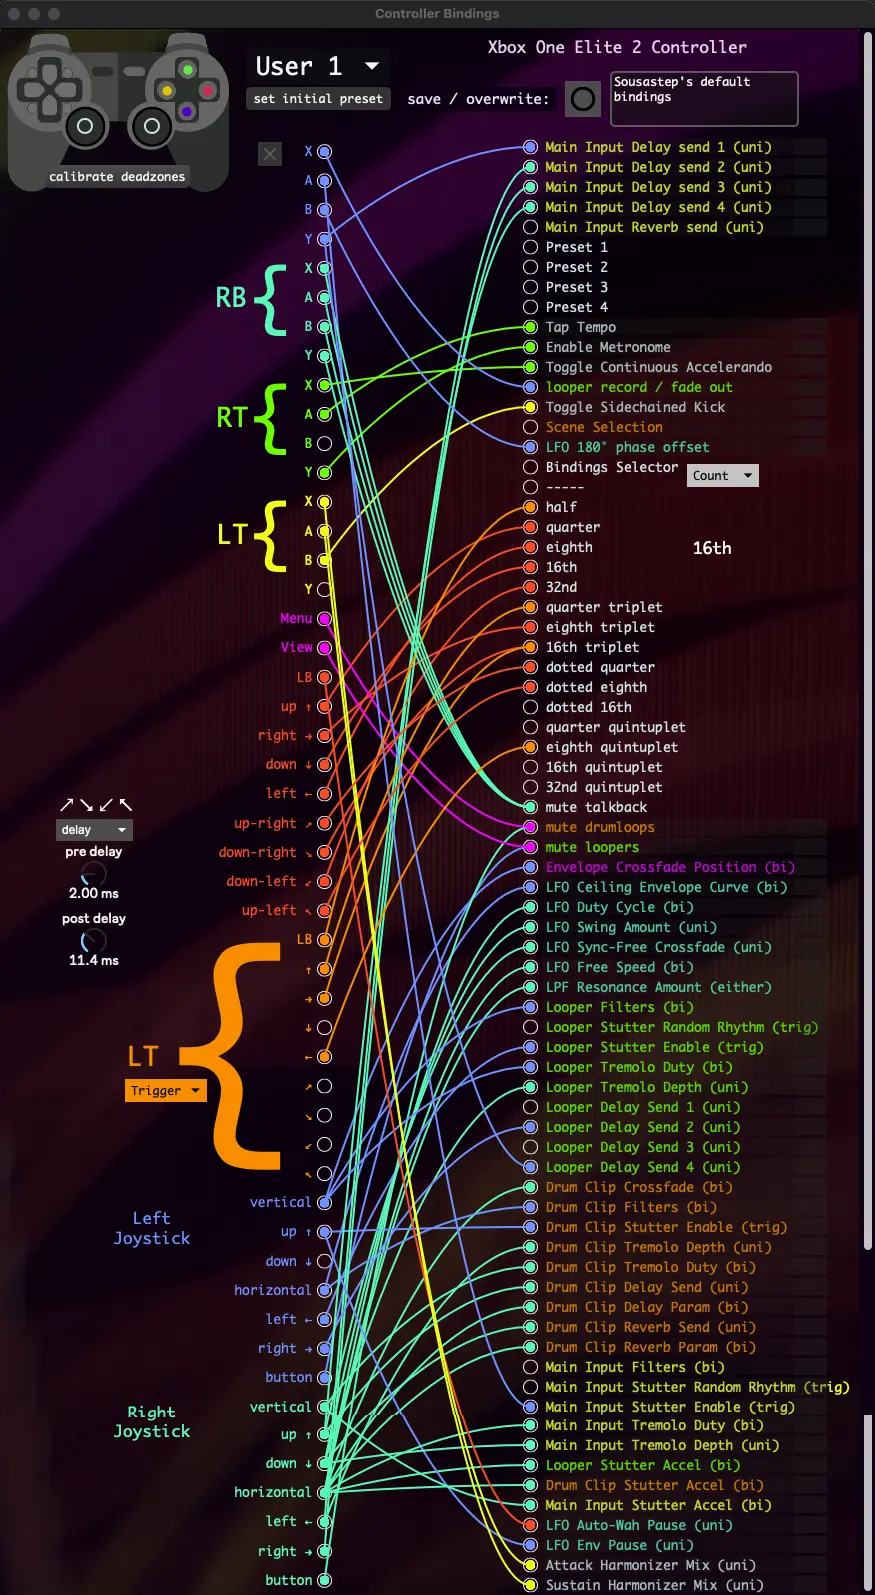 Controller Bindings
Xbox One Elite 2 Controller
User 1
set initial preset
save / overwrite:
Sousastep's default
bindings
calibrate deadzones
X
A
B
Y
RB
X
A
B
Y
RT
X
A
B
Y
LT
X
A
B
Y
Menu
View
LB
up ↑
right →
down ↓
left ←
up-right ↗
down-right ↘
down-left ↙
up-left ↖
↗ ↘ ↙ ↖
delay
pre delay
2.00 ms
post delay
11.4 ms
LT
Trigger
LB
↑
→
↓
←
↗
↘
↙
↖
Left
Joystick
vertical
up ↑
down ↓
horizontal
left ←
right →
button
Right
Joystick
vertical
up ↑
down ↓
horizontal
left ←
right →
button
Main Input Delay send 1 (uni)
Main Input Delay send 2 (uni)
Main Input Delay send 3 (uni)
Main Input Delay send 4 (uni)
Main Input Reverb send (uni)
Preset 1
Preset 2
Preset 3
Preset 4
Tap Tempo
Enable Metronome
Toggle Continuous Accelerando
looper record / fade out
Toggle Sidechained Kick
Scene Selection
LFO 180° phase offset
Bindings Selector
Count
-----
half
quarter
eighth
16th
16th
32nd
quarter triplet
eighth triplet
16th triplet
dotted quarter
dotted eighth
dotted 16th
quarter quintuplet
eighth quintuplet
16th quintuplet
32nd quintuplet
mute talkback
mute drumloops
mute loopers
Envelope Crossfade Position (bi)
LFO Ceiling Envelope Curve (bi)
LFO Duty Cycle (bi)
LFO Swing Amount (uni)
LFO Sync-Free Crossfade (uni)
LFO Free Speed (bi)
LPF Resonance Amount (either)
Looper Filters (bi)
Looper Stutter Random Rhythm (trig)
Looper Stutter Enable (trig)
Looper Tremolo Duty (bi)
Looper Tremolo Depth (uni)
Looper Delay Send 1 (uni)
Looper Delay Send 2 (uni)
Looper Delay Send 3 (uni)
Looper Delay Send 4 (uni)
Drum Clip Crossfade (bi)
Drum Clip Filters (bi)
Drum Clip Stutter Enable (trig)
Drum Clip Tremolo Depth (uni)
Drum Clip Tremolo Duty (bi)
Drum Clip Delay Send (uni)
Drum Clip Delay Param (bi)
Drum Clip Reverb Send (uni)
Drum Clip Reverb Param (bi)
Main Input Filters (bi)
Main Input Stutter Random Rhythm (trig)
Main Input Stutter Enable (trig)
Main Input Tremolo Duty (bi)
Main Input Tremolo Depth (uni)
Looper Stutter Accel (bi)
Drum Clip Stutter Accel (bi)
Main Input Stutter Accel (bi)
LFO Auto-Wah Pause (uni)
LFO Env Pause (uni)
Attack Harmonizer Mix (uni)
Sustain Harmonizer Mix (uni)